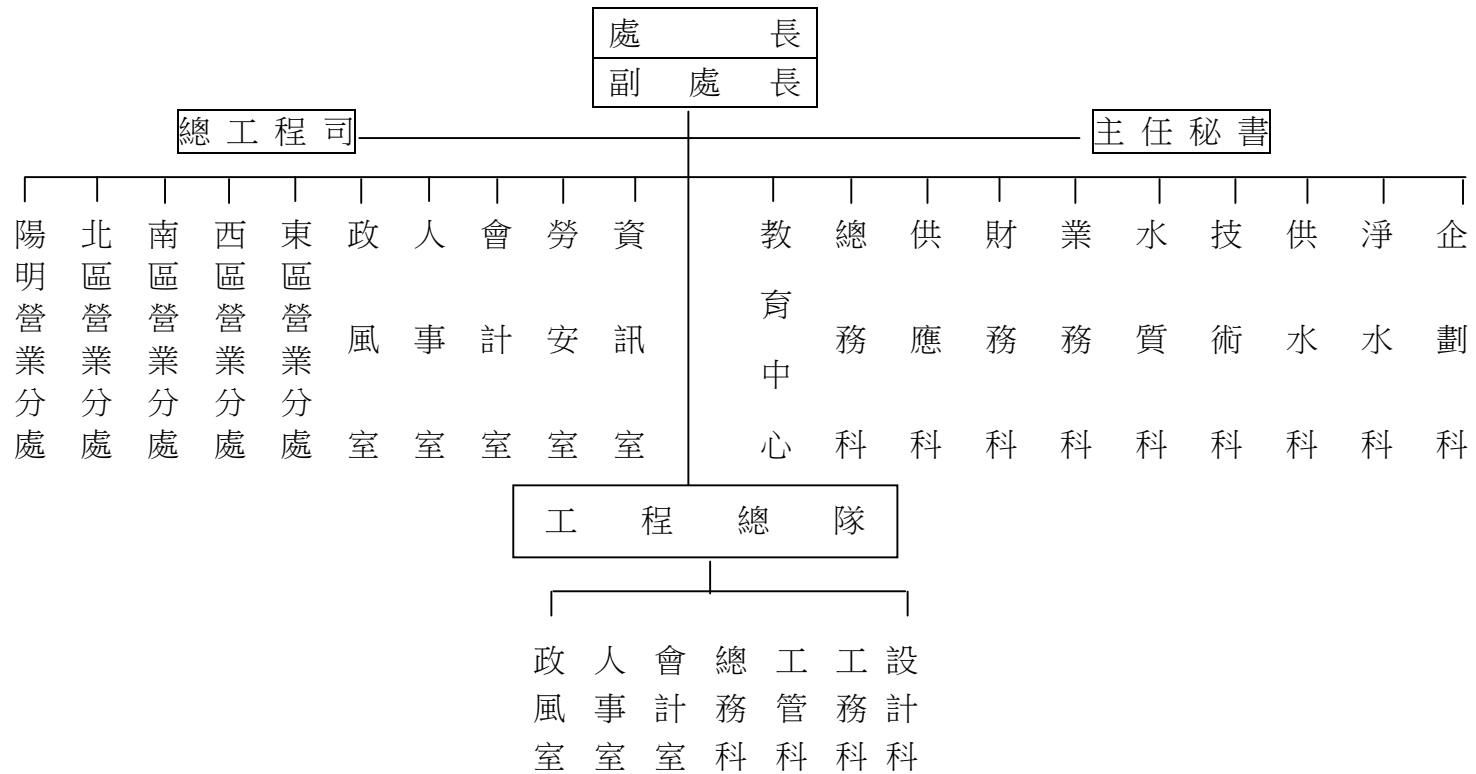 處長
副處長
總工程司
主任秘書
陽明營業分處
北區營業分處
南區營業分處
西區營業分處
東區營業分處
政風室
人事室
會計室
勞安室
資訊室
教育中心
總務科
供應科
財務科
業務科
水質科
技術科
供水科
淨水科
企劃科
工程總隊
政風室
人事室
會計室
總務科
工管科
工務科
設計科